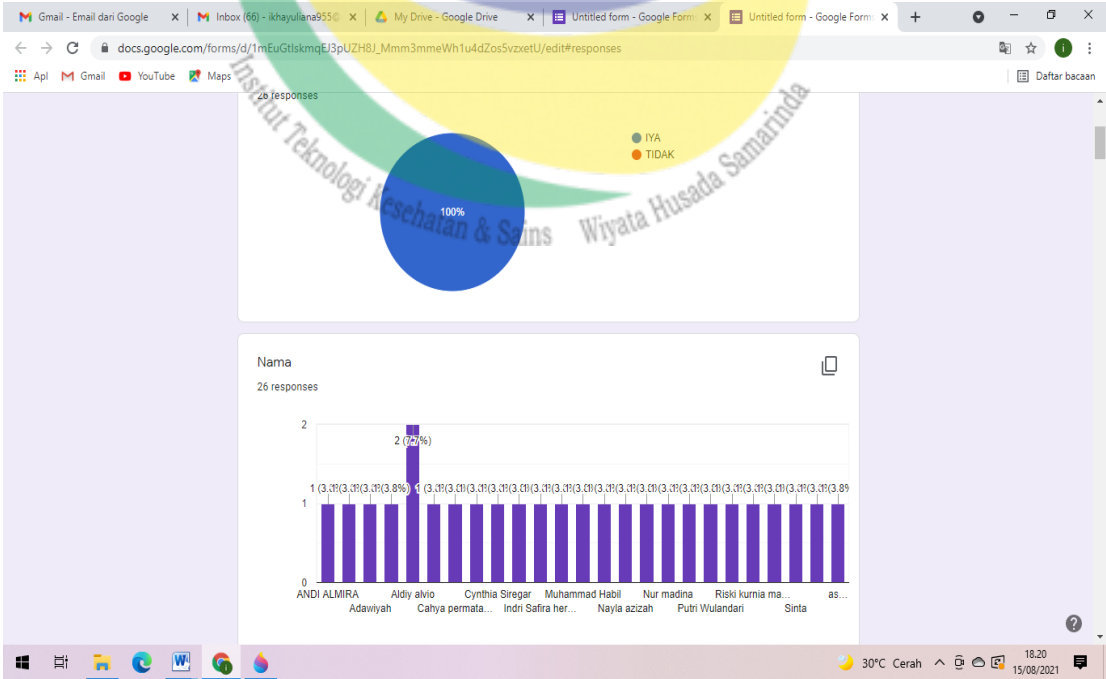 Gmail - Email dari Google
Inbox (66) - ikhayuliana955@
My Drive - Google Drive
Untitled form - Google Form
Untitled form - Google Form
docs.google.com/forms/d/1mEuGtlskmqEJ3pUZH8J_Mmm3mmeWh1u4dZos5vzxetU/edit#responses
Apl
Gmail
YouTube
Maps
Daftar bacaan
26 responses
IYA
TIDAK
100%
Institut Teknologi Kesehatan & Sains Wiyata Husada Samarinda
Nama
26 responses
2
2 (7.7%)
1
0
ANDI ALMIRA
Adawiyah
Aldiy alvio
Cahya permata...
Cynthia Siregar
Indri Safira her...
Muhammad Habil
Nayla azizah
Nur madina
Putri Wulandari
Riski kurnia ma...
Sinta
as...
30°C Cerah
18.20
15/08/2021